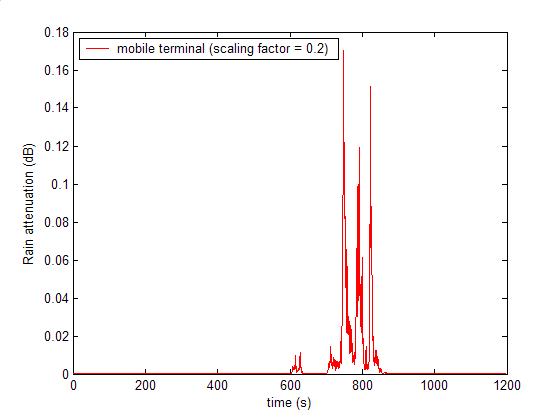 mobile terminal (scaling factor = 0.2)
0.18
0.16
0.14
0.12
0.1
0.08
0.06
0.04
0.02
0
Rain attenuation (dB)
0 200 400 600 800 1000 1200
time (s)